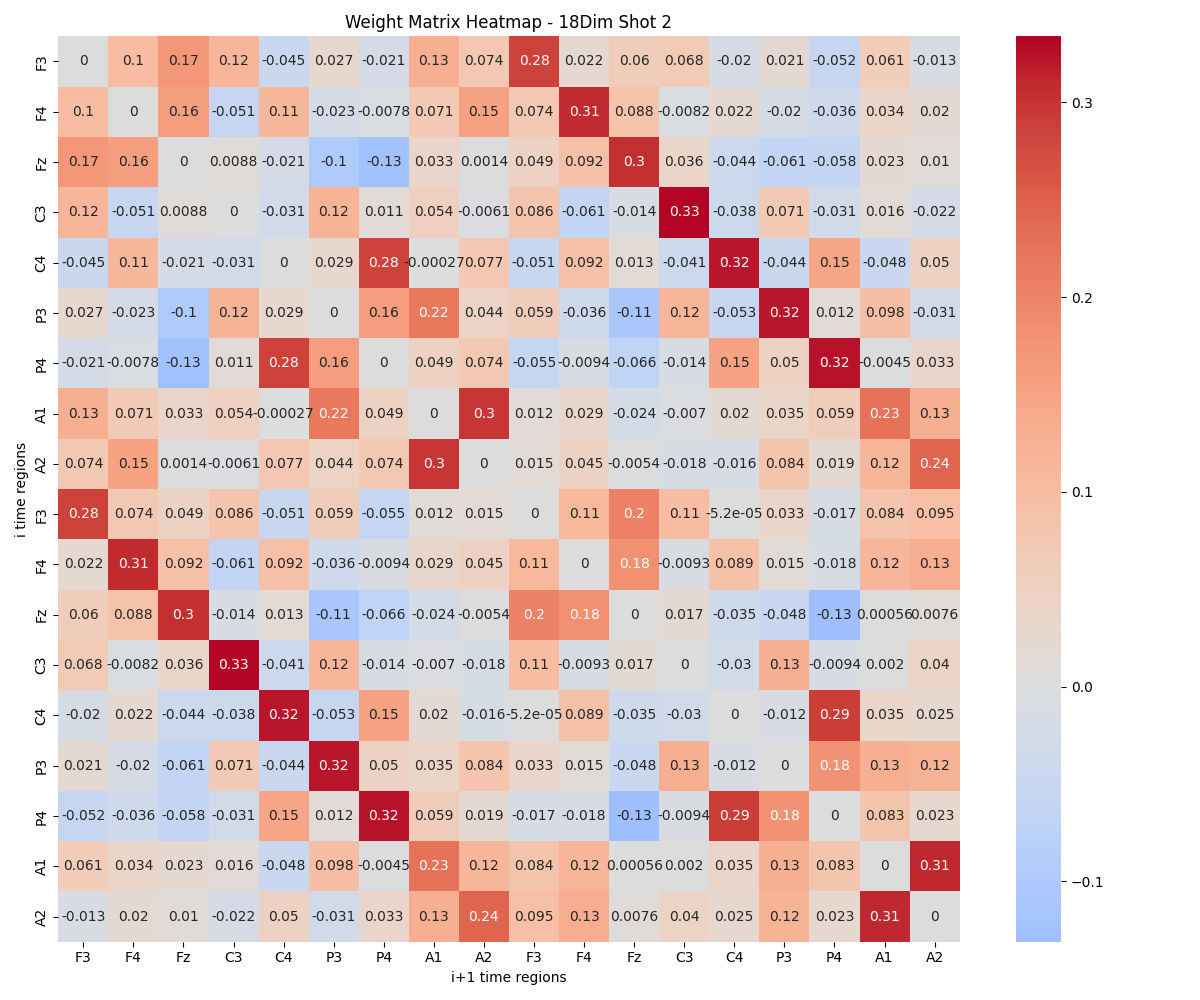 Weight Matrix Heatmap - 18Dim Shot 2
F3 0 0.1 0.17 0.12 -0.045 0.027 -0.021 0.13 0.074 0.28 0.022 0.06 0.068 -0.02 0.021 -0.052 0.061 -0.013
F4 0.1 0 0.16 -0.051 0.11 -0.023 -0.0078 0.071 0.15 0.074 0.31 0.088 -0.0082 0.022 -0.02 -0.036 0.034 0.02
Fz 0.17 0.16 0 0.0088 -0.021 -0.1 -0.13 0.033 0.0014 0.049 0.092 0.3 0.036 -0.044 -0.061 -0.058 0.023 0.01
C3 0.12 -0.051 0.0088 0 -0.031 0.12 0.011 0.054 -0.0061 0.086 -0.061 -0.014 0.33 -0.038 0.071 -0.031 0.016 -0.022
C4 -0.045 0.11 -0.021 -0.031 0 0.029 0.28 -0.00027 0.077 -0.051 0.092 0.013 -0.041 0.32 -0.044 0.15 -0.048 0.05
P3 0.027 -0.023 -0.1 0.12 0.029 0 0.16 0.22 0.044 0.059 -0.036 -0.11 0.12 -0.053 0.32 0.012 0.098 -0.031
P4 -0.021 -0.0078 -0.13 0.011 0.28 0.16 0 0.049 0.074 -0.055 -0.0094 -0.066 -0.014 0.15 0.05 0.32 -0.0045 0.033
A1 0.13 0.071 0.033 0.054 -0.00027 0.22 0.049 0 0.3 0.012 0.029 -0.024 -0.007 0.02 0.035 0.059 0.23 0.13
A2 0.074 0.15 0.0014 -0.0061 0.077 0.044 0.074 0.3 0 0.015 0.045 -0.0054 -0.018 -0.016 0.084 0.019 0.12 0.24
F3 0.28 0.074 0.049 0.086 -0.051 0.059 -0.055 0.012 0.015 0 0.11 0.2 0.11 -5.2e-05 0.033 -0.017 0.084 0.095
F4 0.022 0.31 0.092 -0.061 0.092 -0.036 -0.0094 0.029 0.045 0.11 0 0.18 -0.0093 0.089 0.015 -0.018 0.12 0.13
Fz 0.06 0.088 0.3 -0.014 0.013 -0.11 -0.066 -0.024 -0.0054 0.2 0.18 0 0.017 -0.035 -0.048 -0.13 0.00056 0.0076
C3 0.068 -0.0082 0.036 0.33 -0.041 0.12 -0.014 -0.007 -0.018 0.11 -0.0093 0.017 0 -0.03 0.13 -0.0094 0.002 0.04
C4 -0.02 0.022 -0.044 -0.038 0.32 -0.053 0.15 0.02 -0.016 -5.2e-05 0.089 -0.035 -0.03 0 -0.012 0.29 0.035 0.025
P3 0.021 -0.02 -0.061 0.071 -0.044 0.32 0.05 0.035 0.084 0.033 0.015 -0.048 0.13 -0.012 0 0.18 0.13 0.12
P4 -0.052 -0.036 -0.058 -0.031 0.15 0.012 0.32 0.059 0.019 -0.017 -0.018 -0.13 -0.0094 0.29 0.18 0 0.083 0.023
A1 0.061 0.034 0.023 0.016 -0.048 0.098 -0.0045 0.23 0.12 0.084 0.12 0.00056 0.002 0.035 0.13 0.083 0 0.31
A2 -0.013 0.02 0.01 -0.022 0.05 -0.031 0.033 0.13 0.24 0.095 0.13 0.0076 0.04 0.025 0.12 0.023 0.31 0
F3 F4 Fz C3 C4 P3 P4 A1 A2 F3 F4 Fz C3 C4 P3 P4 A1 A2
i+1 time regions
i time regions
0.3
0.2
0.1
0.0
−0.1